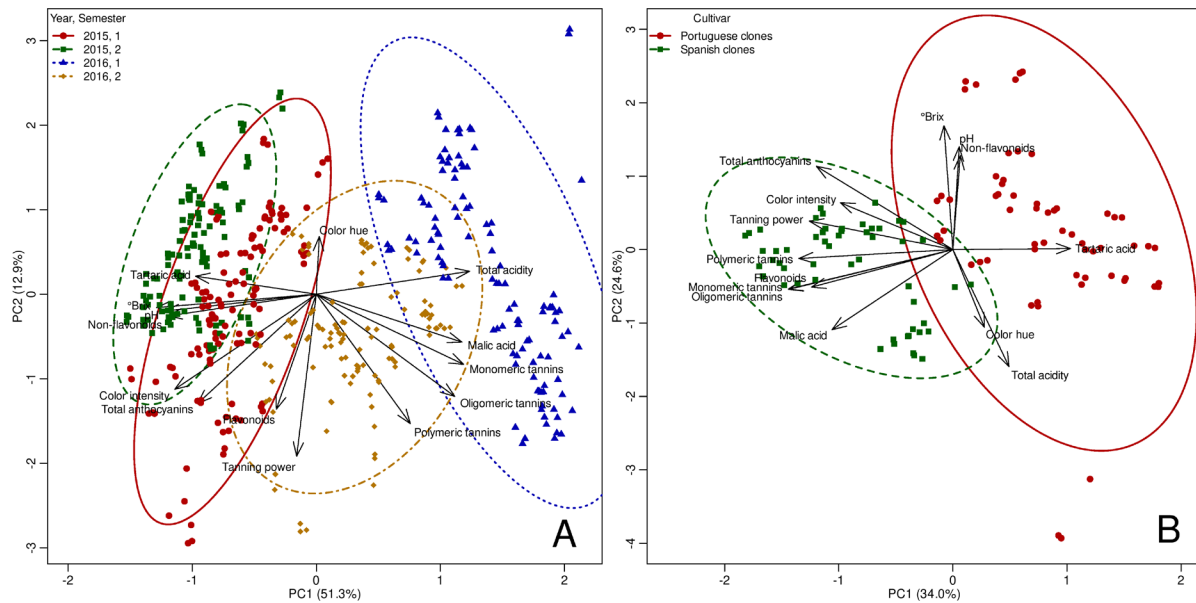 Year, Semester
2015, 1
2015, 2
2016, 1
2016, 2
3
2
1
0
-1
-2
-3
PC2 (12.9%)
Color hue
Total acidity
Tartaric acid
°Brix
pH
Non-flavonoids
Malic acid
Monomeric tannins
Color intensity
Total anthocyanins
Oligomeric tannins
Flavonoids
Polymeric tannins
Tanning power
A
-2
-1
0
1
2
PC1 (51.3%)
Cultivar
Portuguese clones
Spanish clones
3
2
1
0
-1
-2
-3
-4
PC2 (24.6%)
°Brix
pH
Non-flavonoids
Total anthocyanins
Color intensity
Tanning power
Tartaric acid
Polymeric tannins
Flavonoids
Monomeric tannins
Oligomeric tannins
Malic acid
Color hue
Total acidity
B
-2
-1
0
1
2
PC1 (34.0%)